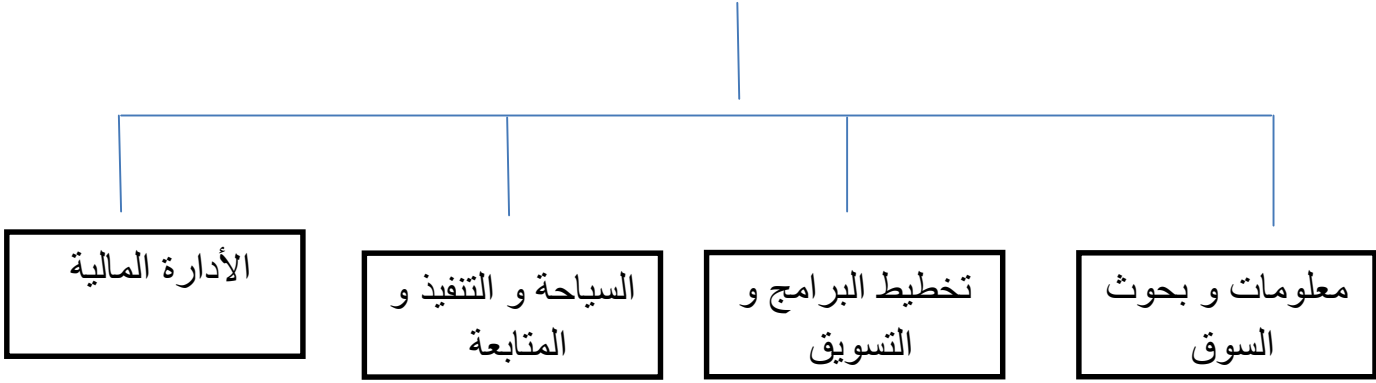 معلومات و بحوث
السوق
تخطيط البرامج و
التسويق
السياحة و التنفيذ و
المتابعة
الأدارة المالية